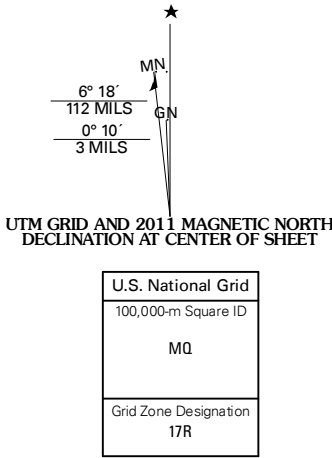 ★
M.N.
6° 18´
112 MILS
GN
0° 10´
3 MILS
UTM GRID AND 2011 MAGNETIC NORTH
DECLINATION AT CENTER OF SHEET
U.S. National Grid
100,000-m Square ID
MQ
Grid Zone Designation
17R